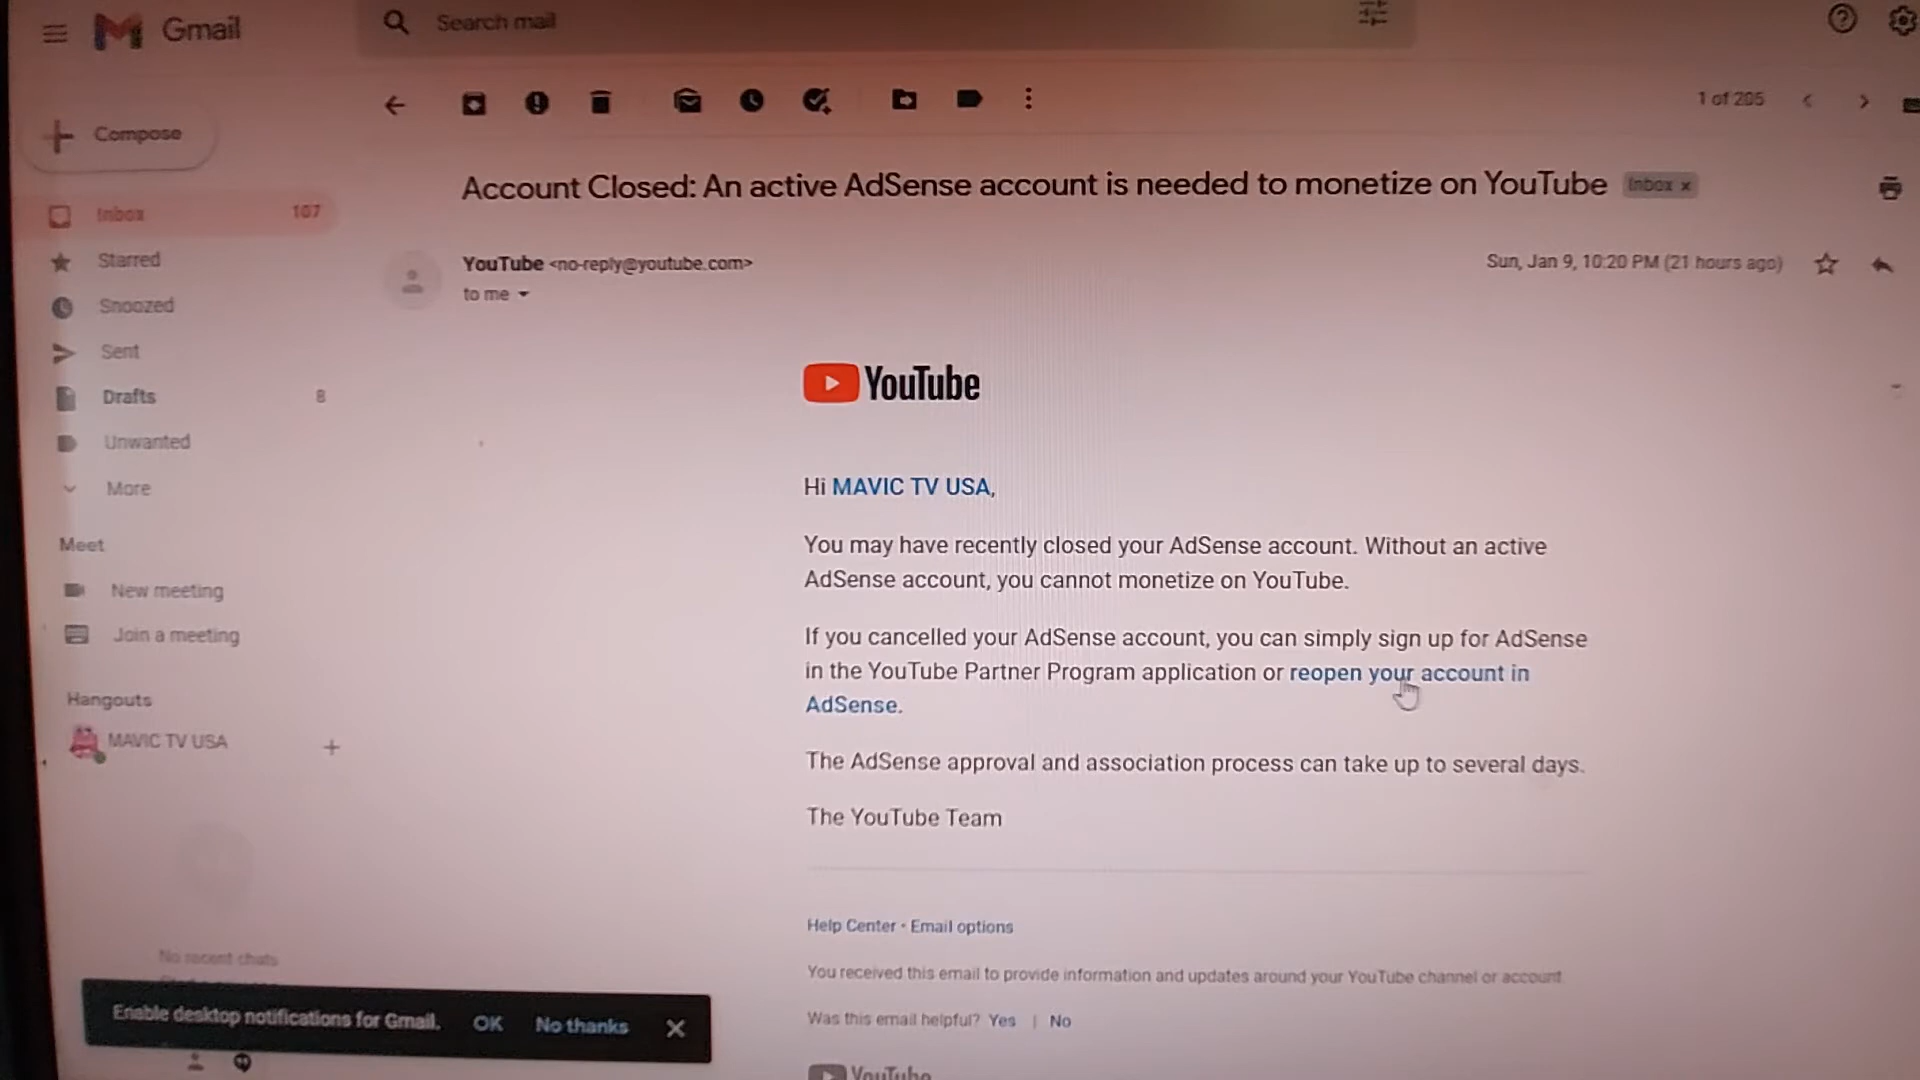 Gmail
Search mail
Compose
1 of 205
Account Closed: An active AdSense account is needed to monetize on YouTube Inbox x
Inbox 107
YouTube <no-reply@youtube.com>
Sun, Jan 9, 10:20 PM (21 hours ago)
to me
Starred
Snoozed
Sent
Drafts 8
Unwanted
More
Meet
New meeting
Join a meeting
Hangouts
MAVIC TV USA
No recent chats
YouTube
Hi MAVIC TV USA,
You may have recently closed your AdSense account. Without an active
AdSense account, you cannot monetize on YouTube.
If you cancelled your AdSense account, you can simply sign up for AdSense
in the YouTube Partner Program application or reopen your account in
AdSense.
The AdSense approval and association process can take up to several days.
The YouTube Team
Help Center • Email options
You received this email to provide information and updates around your YouTube channel or account.
Was this email helpful? Yes | No
YouTube
Enable desktop notifications for Gmail. OK No thanks